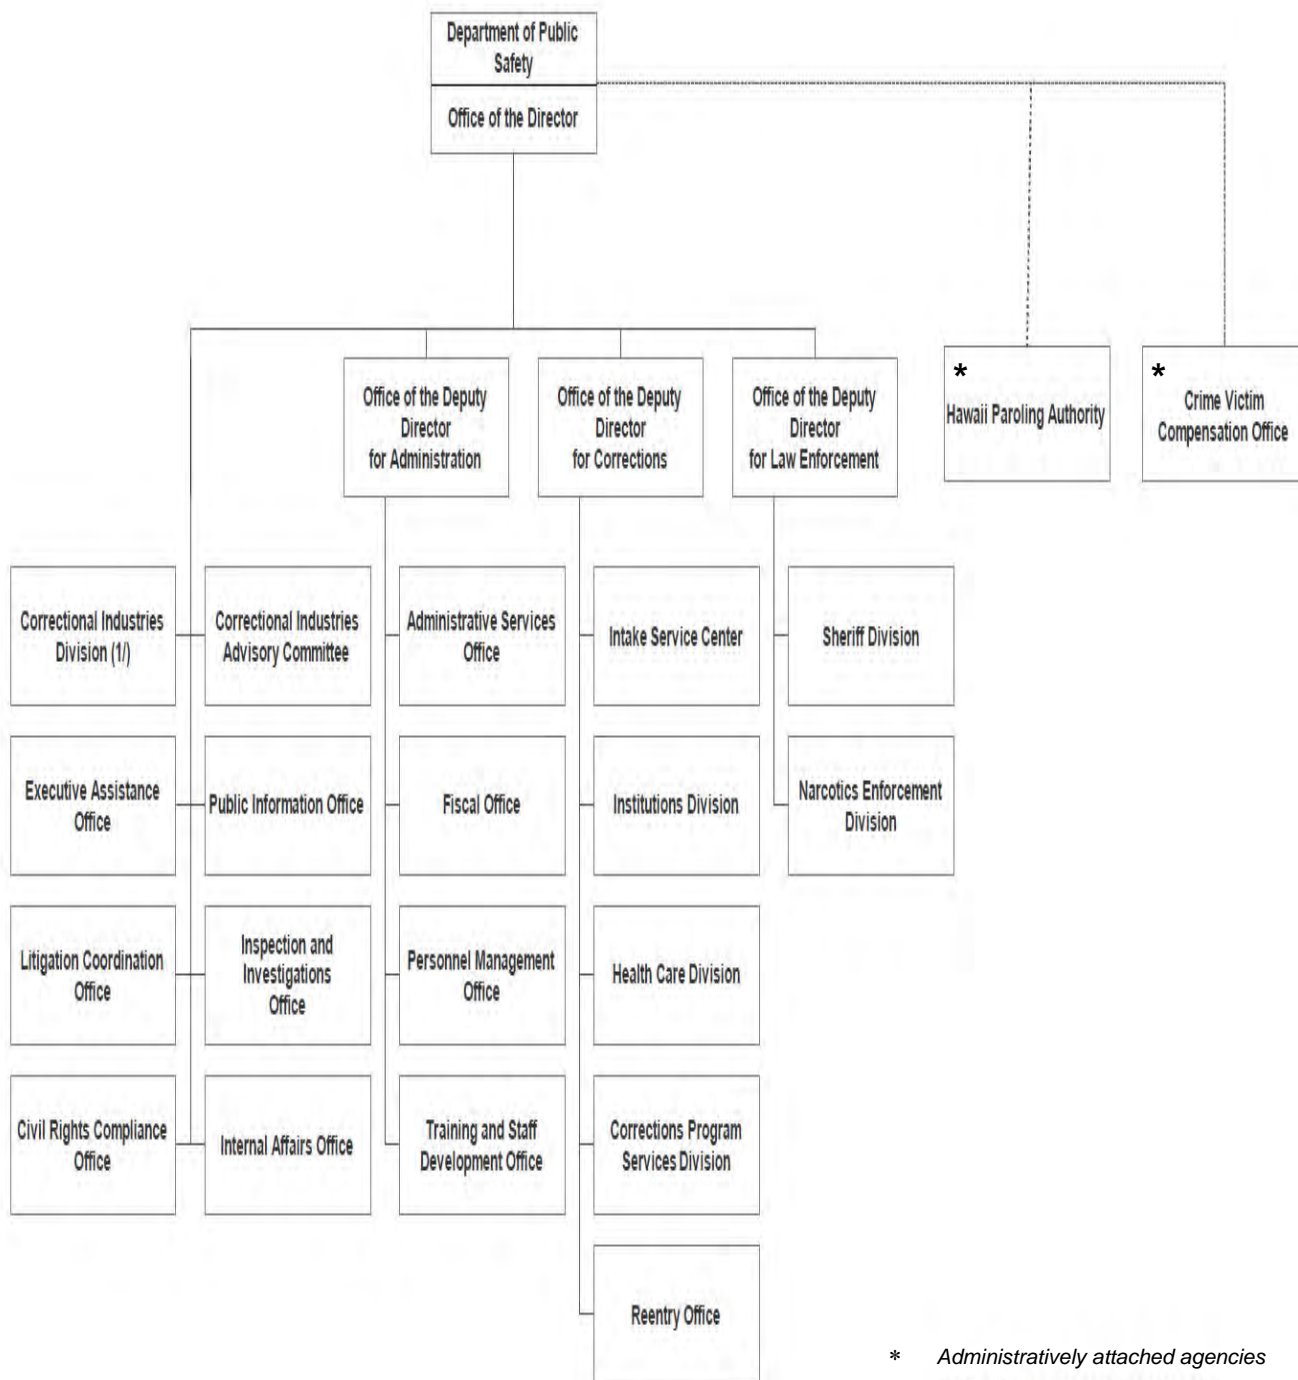 Department of Public
Safety
Office of the Director
Office of the Deputy
Director
for Administration
Office of the Deputy
Director
for Corrections
Office of the Deputy
Director
for Law Enforcement
*
Hawaii Paroling Authority
*
Crime Victim
Compensation Office
Correctional Industries
Division (1/)
Correctional Industries
Advisory Committee
Administrative Services
Office
Intake Service Center
Sheriff Division
Executive Assistance
Office
Public Information Office
Fiscal Office
Institutions Division
Narcotics Enforcement
Division
Litigation Coordination
Office
Inspection and
Investigations
Office
Personnel Management
Office
Health Care Division
Civil Rights Compliance
Office
Internal Affairs Office
Training and Staff
Development Office
Corrections Program
Services Division
Reentry Office
* Administratively attached agencies